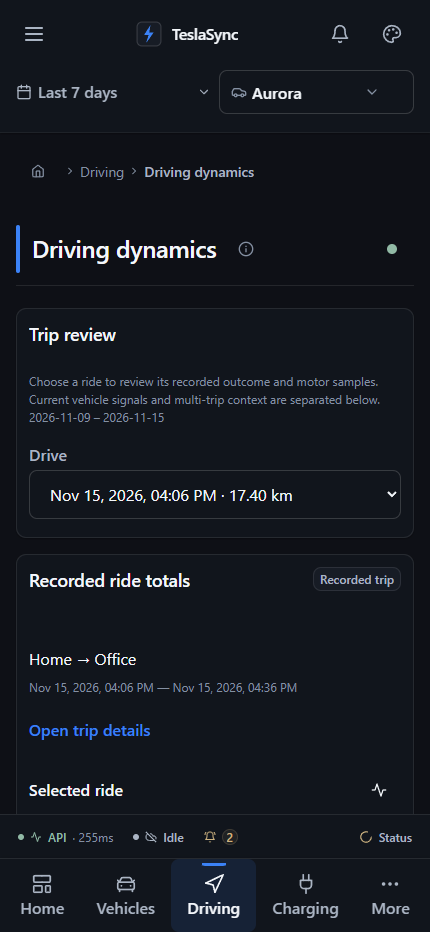 TeslaSync
Last 7 days
Aurora
Driving
Driving dynamics
Driving dynamics
Trip review
Choose a ride to review its recorded outcome and motor samples.
Current vehicle signals and multi-trip context are separated below.
2026-11-09 – 2026-11-15
Drive
Nov 15, 2026, 04:06 PM · 17.40 km
Recorded ride totals
Recorded trip
Home → Office
Nov 15, 2026, 04:06 PM — Nov 15, 2026, 04:36 PM
Open trip details
Selected ride
API · 255ms
Idle
2
Status
Home
Vehicles
Driving
Charging
More